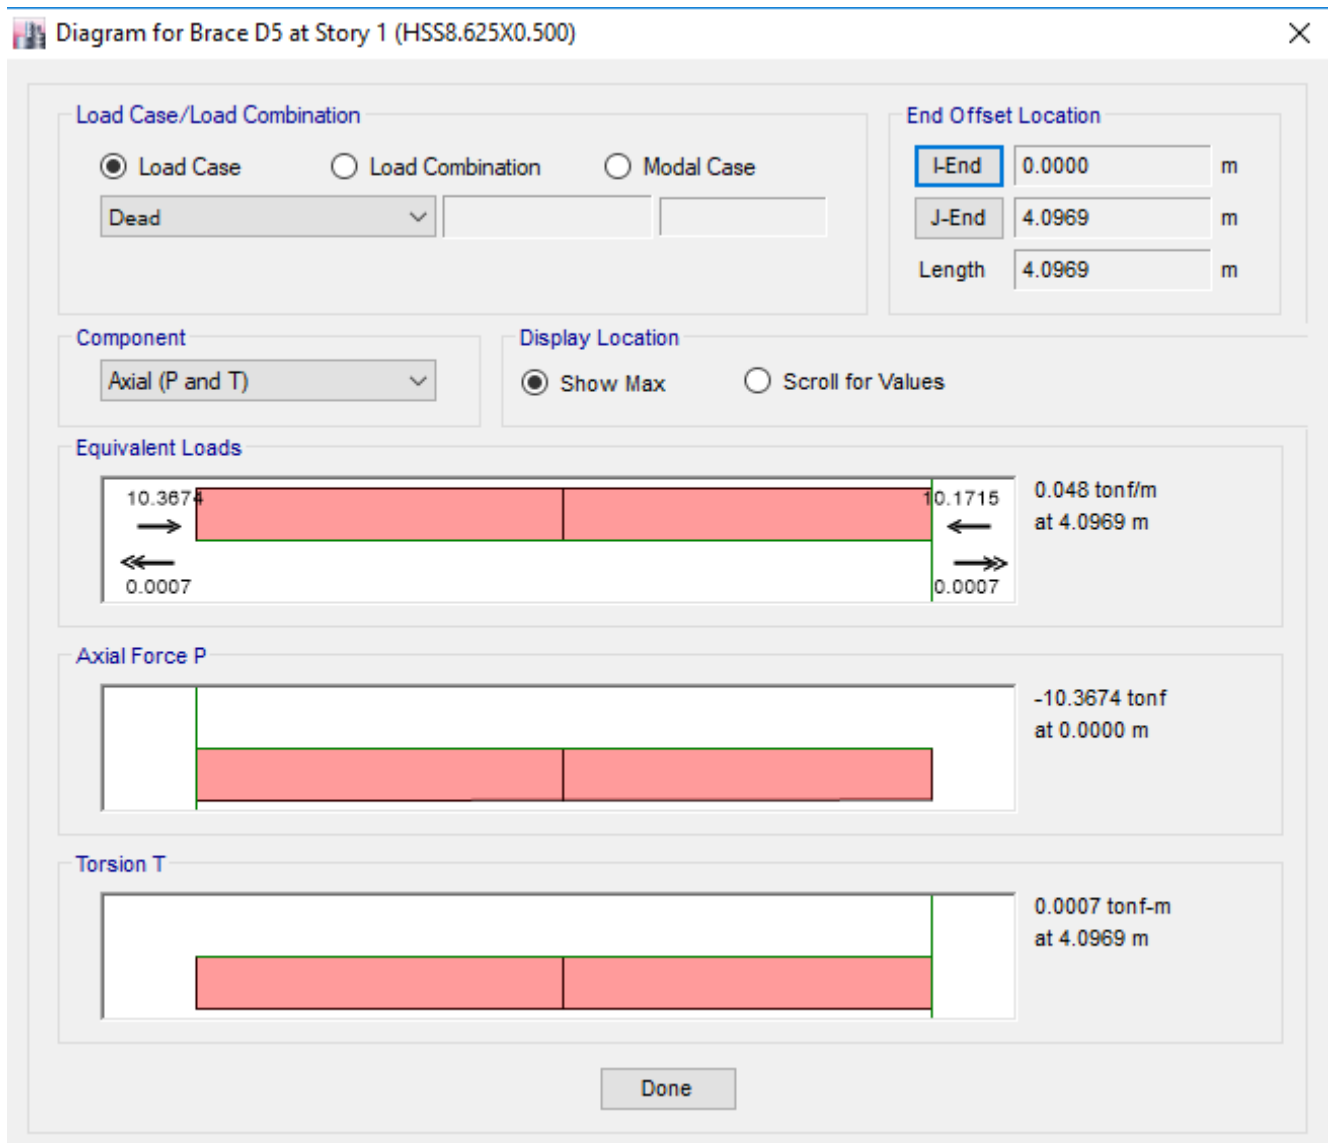 Diagram for Brace D5 at Story 1 (HSS8.625X0.500)
Load Case/Load Combination
Load Case Load Combination Modal Case
Dead
End Offset Location
I-End 0.0000 m
J-End 4.0969 m
Length 4.0969 m
Component
Axial (P and T)
Display Location
Show Max Scroll for Values
Equivalent Loads
10.3674 10.1715
0.0007 0.0007
0.048 tonf/m
at 4.0969 m
Axial Force P
-10.3674 tonf
at 0.0000 m
Torsion T
0.0007 tonf-m
at 4.0969 m
Done